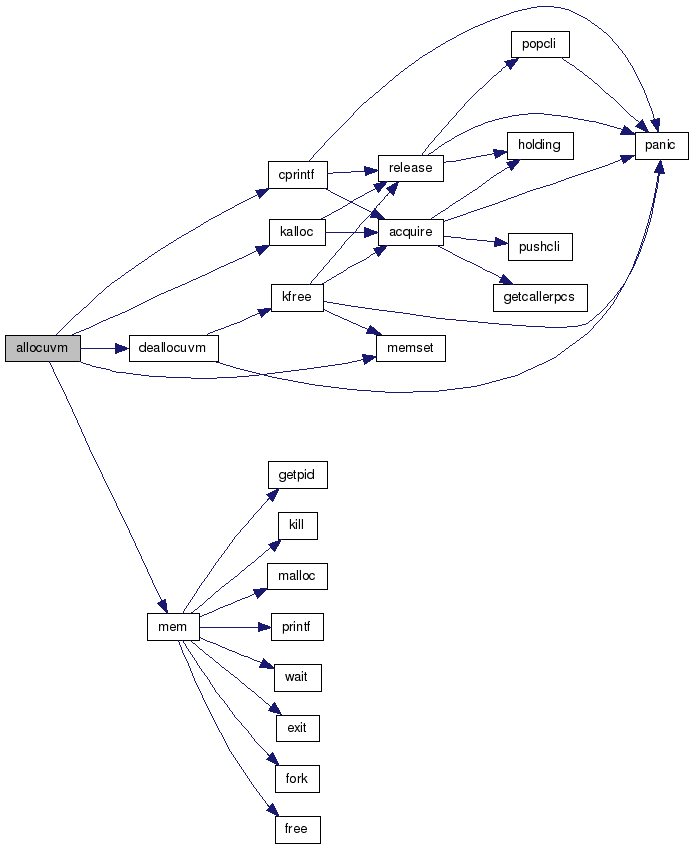 popcli
panic
holding
release
cprintf
kalloc
acquire
pushcli
kfree
getcallerpcs
allocuvm
deallocuvm
memset
getpid
kill
malloc
mem
printf
wait
exit
fork
free